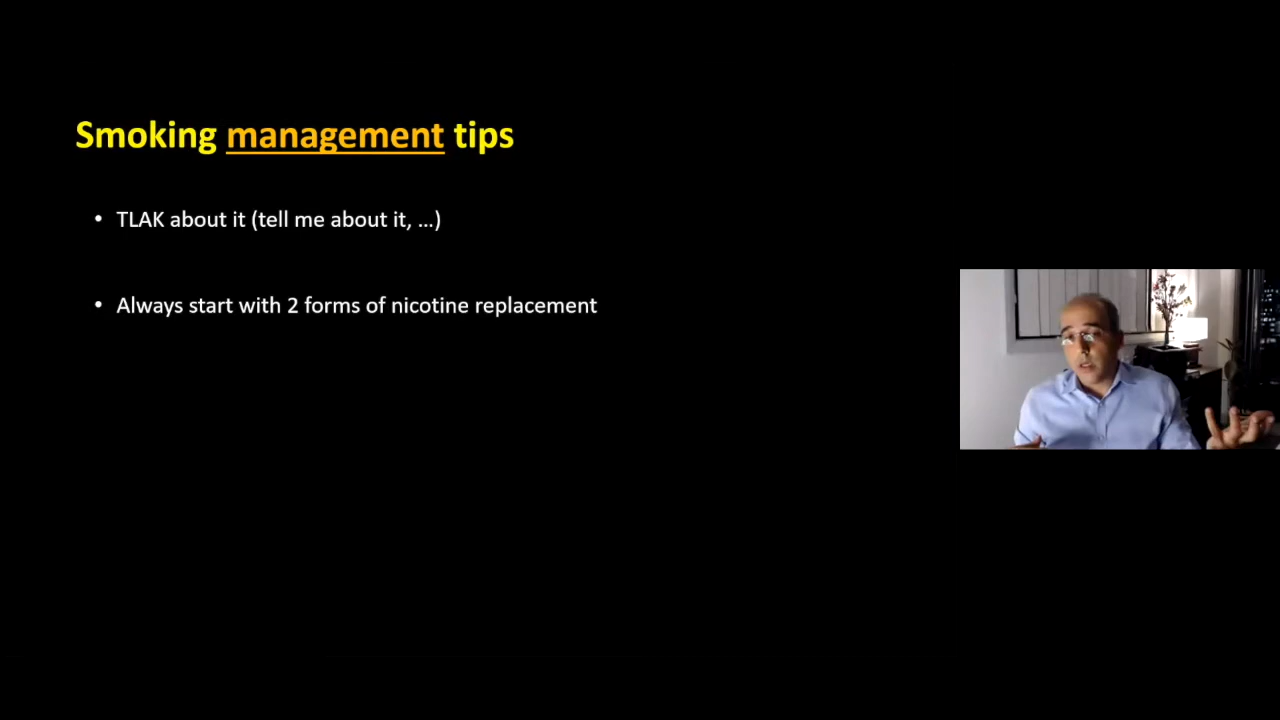 Smoking management tips
• TLAK about it (tell me about it, …)
• Always start with 2 forms of nicotine replacement